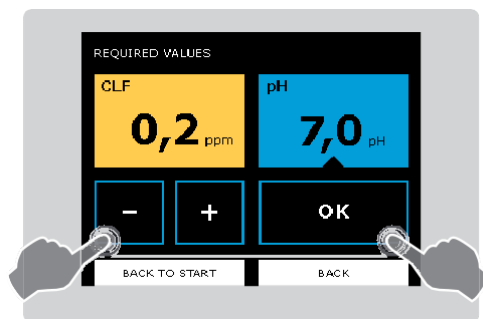 REQUIRED VALUES
CLF pH
0,2 ppm 7,0 pH
- + OK
BACK TO START BACK